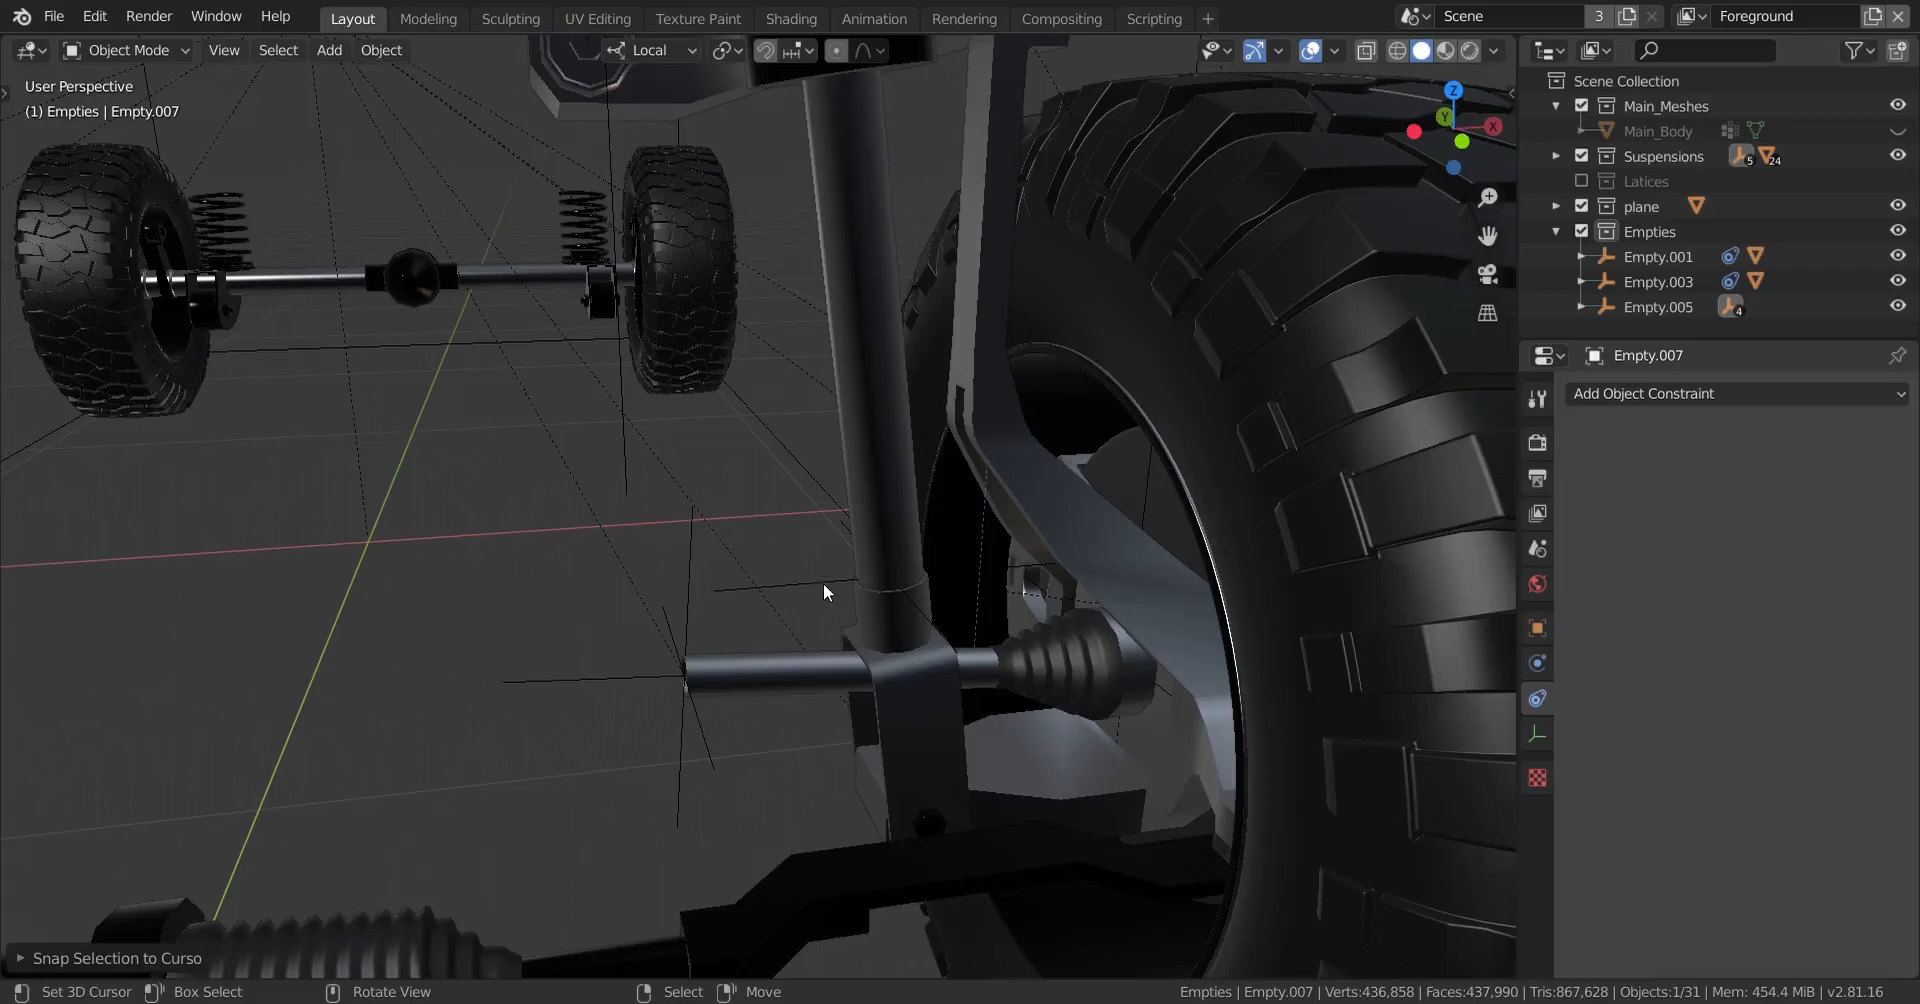 File Edit Render Window Help Layout Modeling Sculpting UV Editing Texture Paint Shading Animation Rendering Compositing Scripting + Scene 3 Foreground
Object Mode View Select Add Object Local
User Perspective
(1) Empties | Empty.007
Z
Y
X
Scene Collection
Main_Meshes
Main_Body
Suspensions 5 24
Latices
plane
Empties
Empty.001
Empty.003
Empty.005 4
Empty.007
Add Object Constraint
Snap Selection to Curso
Set 3D Cursor Box Select Rotate View Select Move Empties | Empty.007 | Verts:436,858 | Faces:437,990 | Tris:867,628 | Objects:1/31 | Mem: 454.4 MiB | v2.81.16